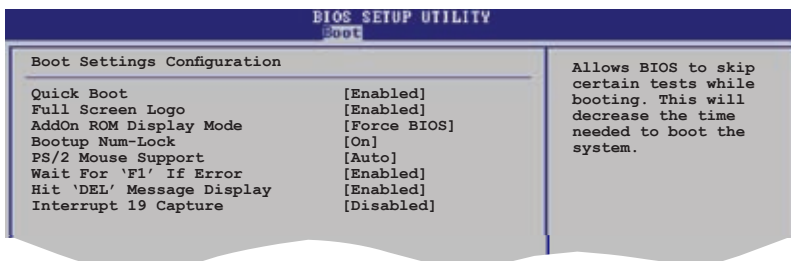 BIOS SETUP UTILITY
Boot
Boot Settings Configuration
Quick Boot [Enabled]
Full Screen Logo [Enabled]
AddOn ROM Display Mode [Force BIOS]
Bootup Num-Lock [On]
PS/2 Mouse Support [Auto]
Wait For ‘F1’ If Error [Enabled]
Hit ‘DEL’ Message Display [Enabled]
Interrupt 19 Capture [Disabled]
Allows BIOS to skip
certain tests while
booting. This will
decrease the time
needed to boot the
system.